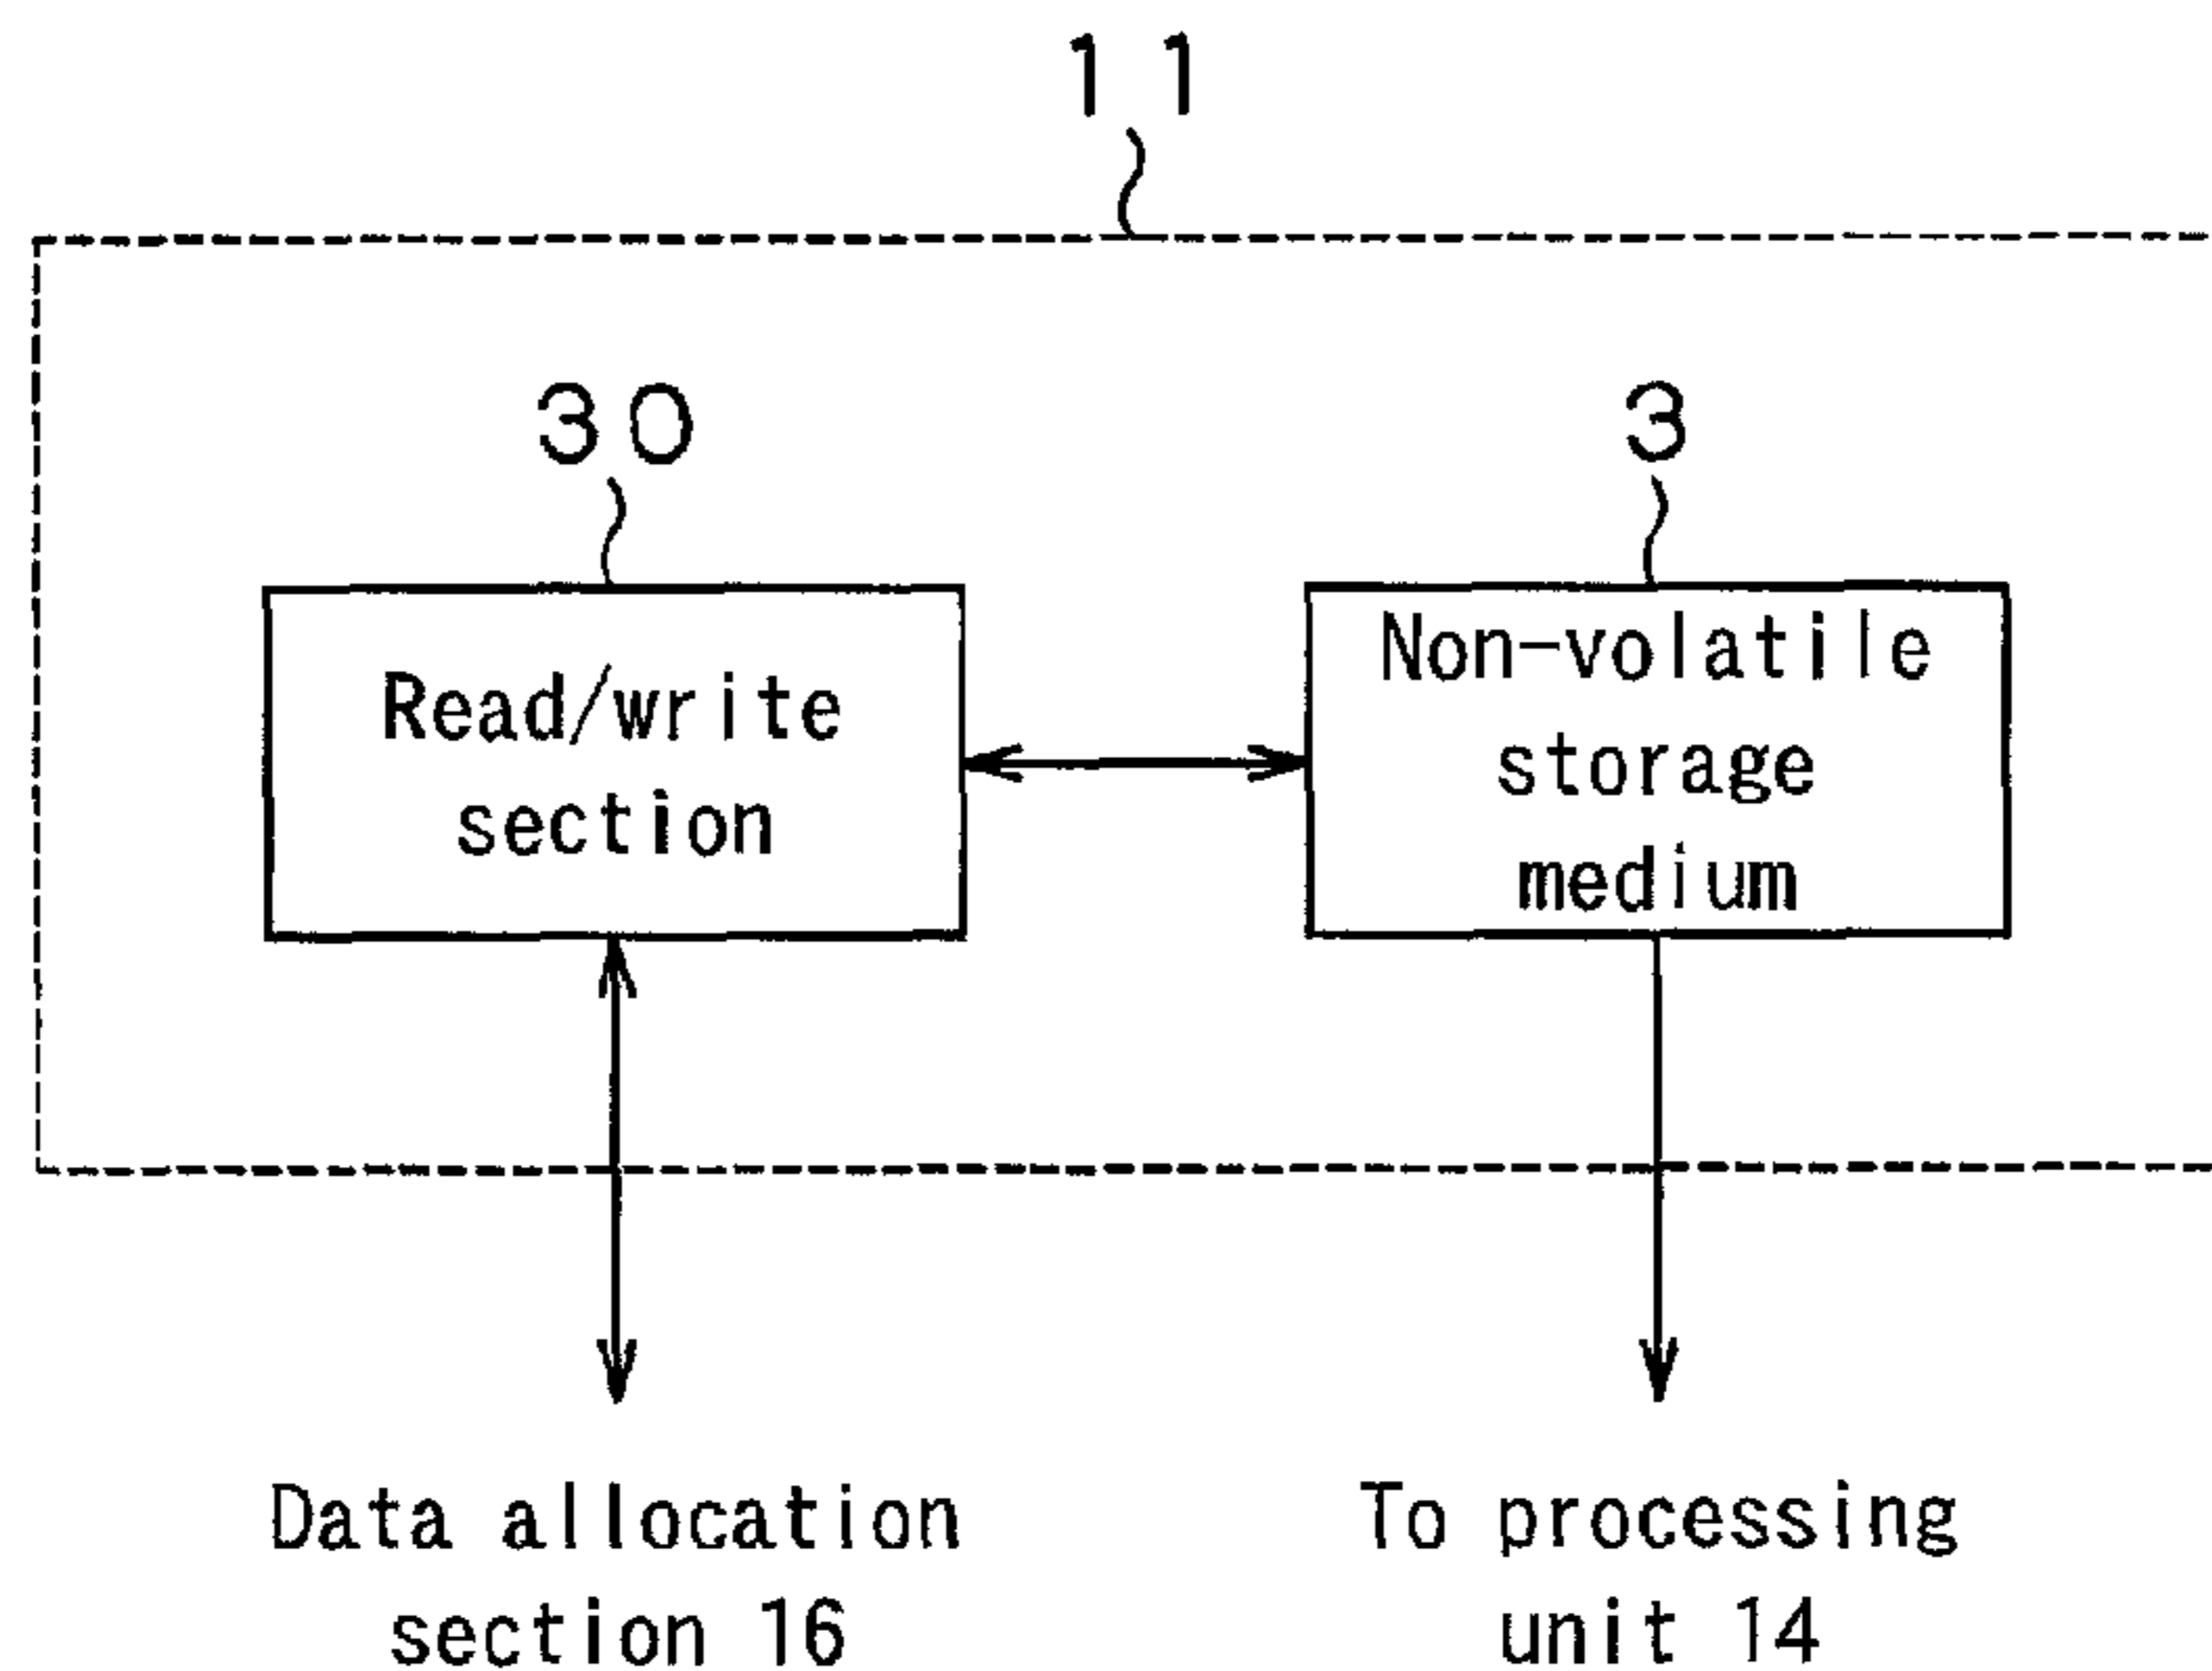 11
30
3
Read/write
section
Non-volatile
storage
medium
Data allocation
section 16
To processing
unit 14